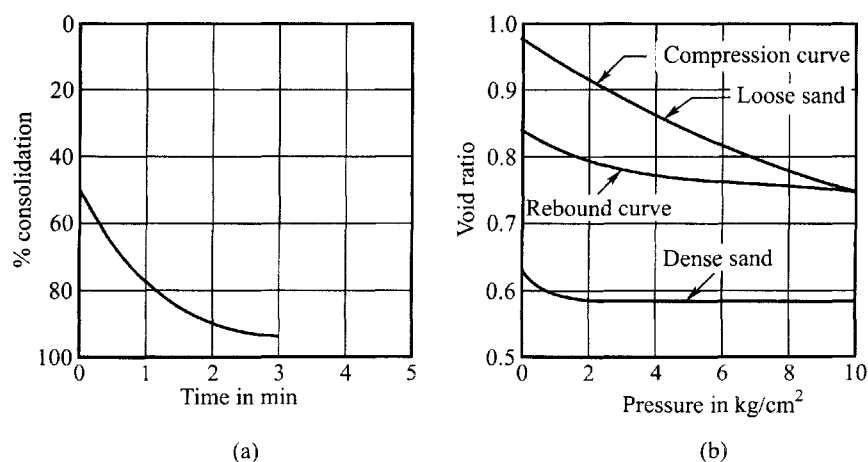 0
20
40
60
80
100
% consolidation
0 1 2 3 4 5
Time in min
(a)
1.0
0.9
0.8
0.7
0.6
0.5
Void ratio
Compression curve
Loose sand
Rebound curve
Dense sand
0 2 4 6 8 10
Pressure in kg/cm²
(b)